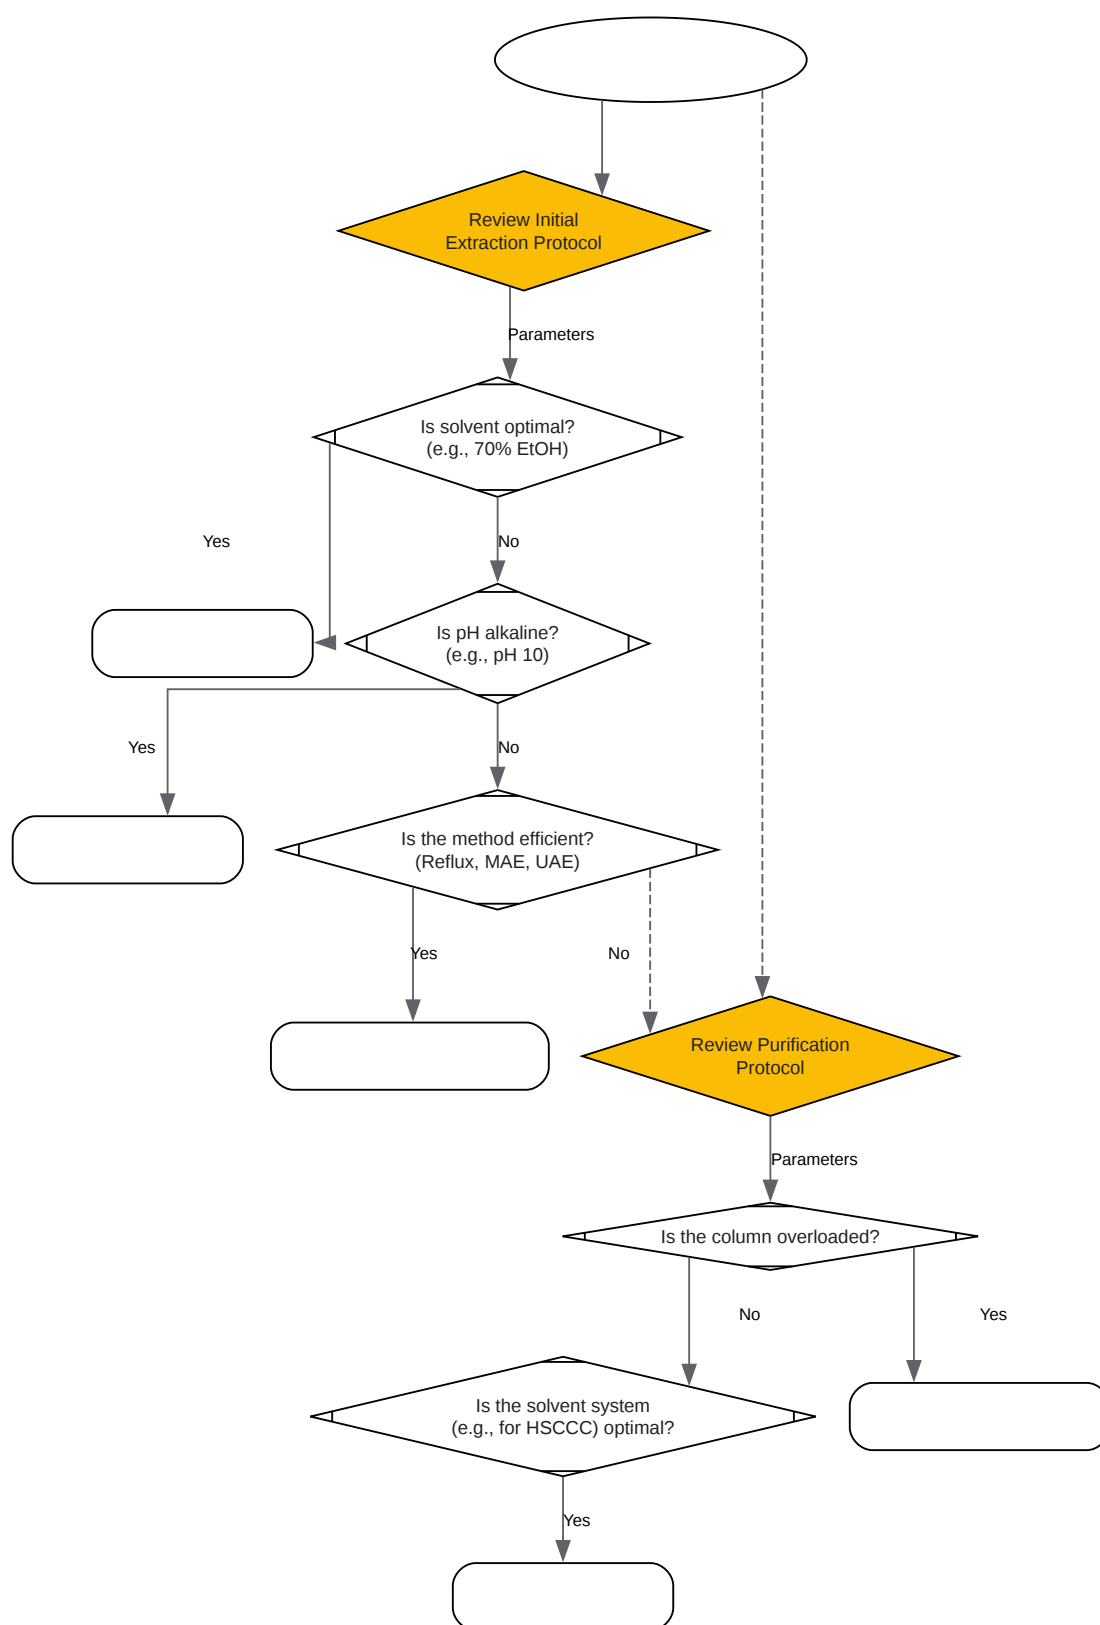 Review Initial
Extraction Protocol
Parameters
Is solvent optimal?
(e.g., 70% EtOH)
Yes
No
Is pH alkaline?
(e.g., pH 10)
Yes
No
Is the method efficient?
(Reflux, MAE, UAE)
Yes
No
Review Purification
Protocol
Parameters
Is the column overloaded?
No
Yes
Is the solvent system
(e.g., for HSCCC) optimal?
Yes